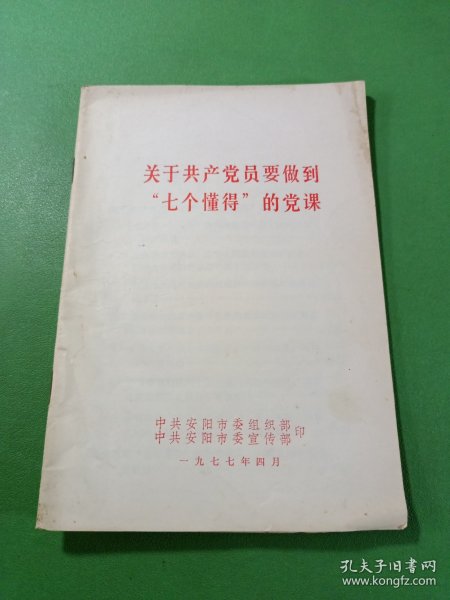 关于共产党员要做到
“七个懂得”的党课
中共安阳市委组织部
中共安阳市委宣传部
印
一九七七年四月
孔夫子旧书网
www.kongfz.com